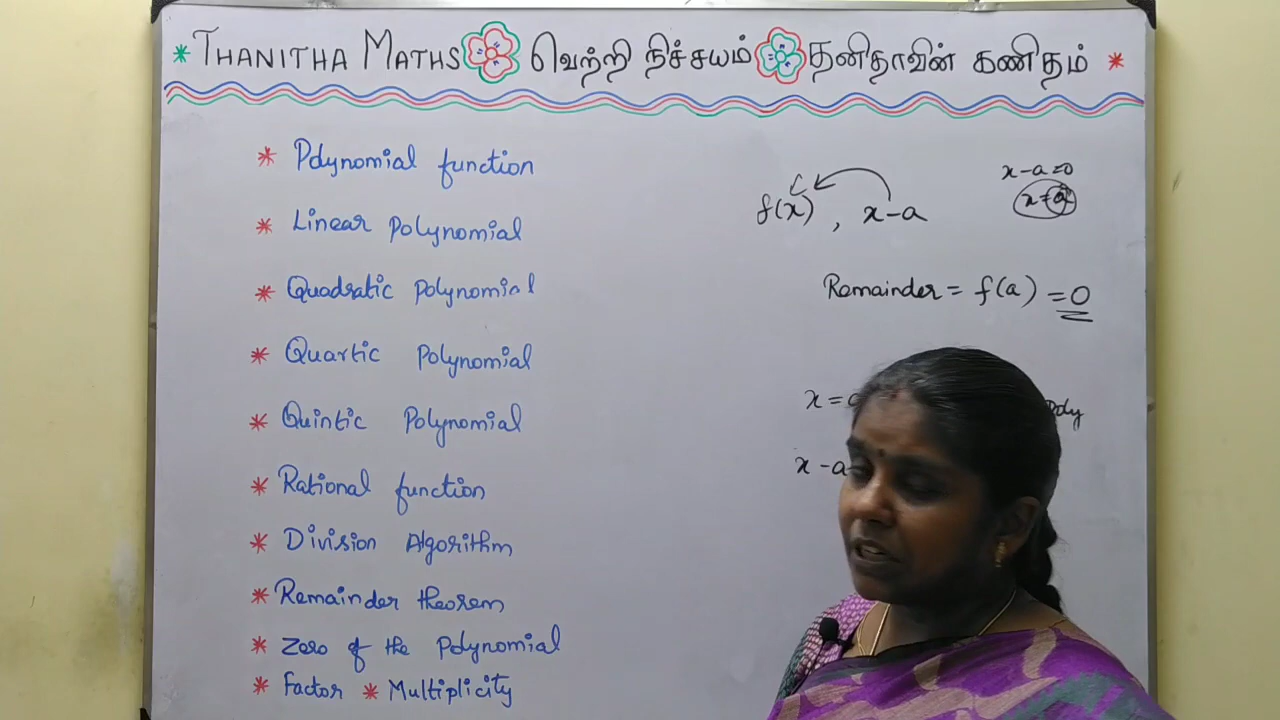 * THANITHA MATHS வெற்றி நிச்சயம் தனிதாவின் கணிதம் *
* Polynomial function
* Linear Polynomial
* Quadratic Polynomial
* Quartic Polynomial
* Quintic Polynomial
* Rational function
* Division Algorithm
* Remainder theorem
* Zero of the Polynomial
* Factor * Multiplicity
f(x) , x-a
x-a=0
x=a
Remainder = f(a) = 0
x = a
x - a